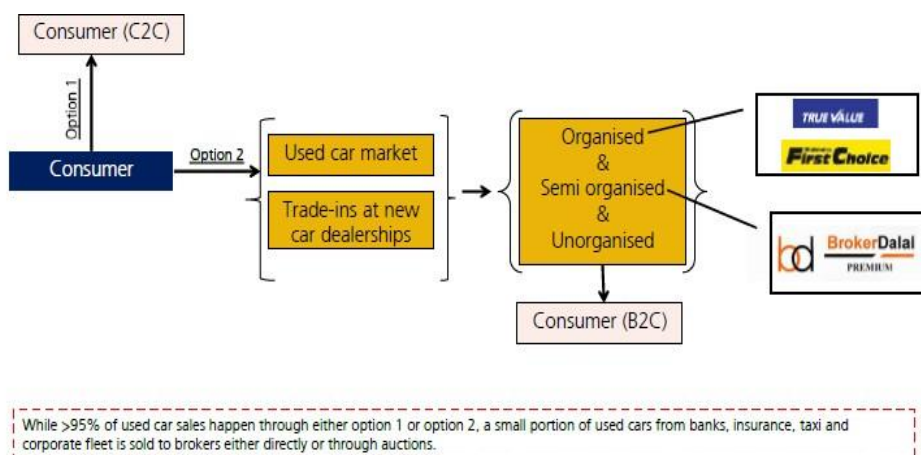 Consumer (C2C)
Option 1
Consumer
Option 2
Used car market
Trade-ins at new
car dealerships
Organised
&
Semi organised
&
Unorganised
TRUE VALUE
First Choice
bd BrokerDalal
PREMIUM
Consumer (B2C)
While >95% of used car sales happen through either option 1 or option 2, a small portion of used cars from banks, insurance, taxi and
corporate fleet is sold to brokers either directly or through auctions.